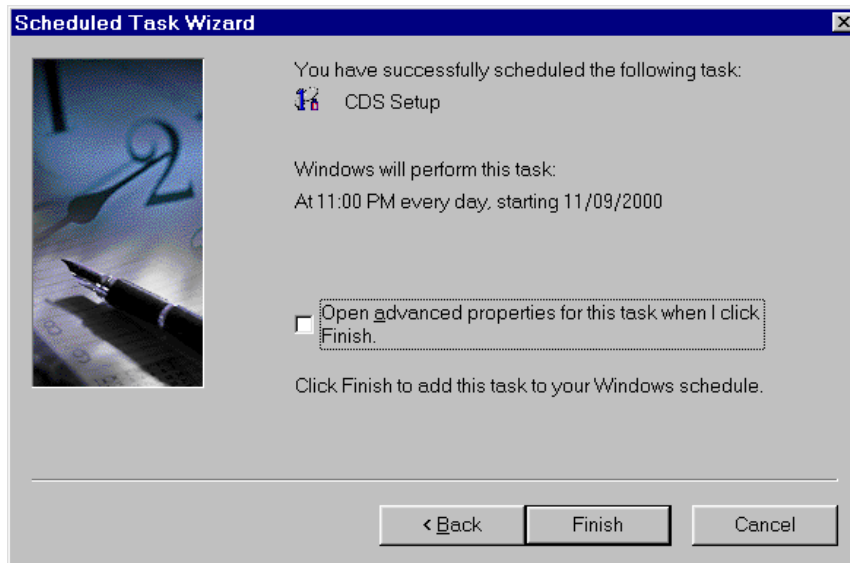 Scheduled Task Wizard
You have successfully scheduled the following task:
CDS Setup
Windows will perform this task:
At 11:00 PM every day, starting 11/09/2000
Open advanced properties for this task when I click
Finish.
Click Finish to add this task to your Windows schedule.
< Back
Finish
Cancel